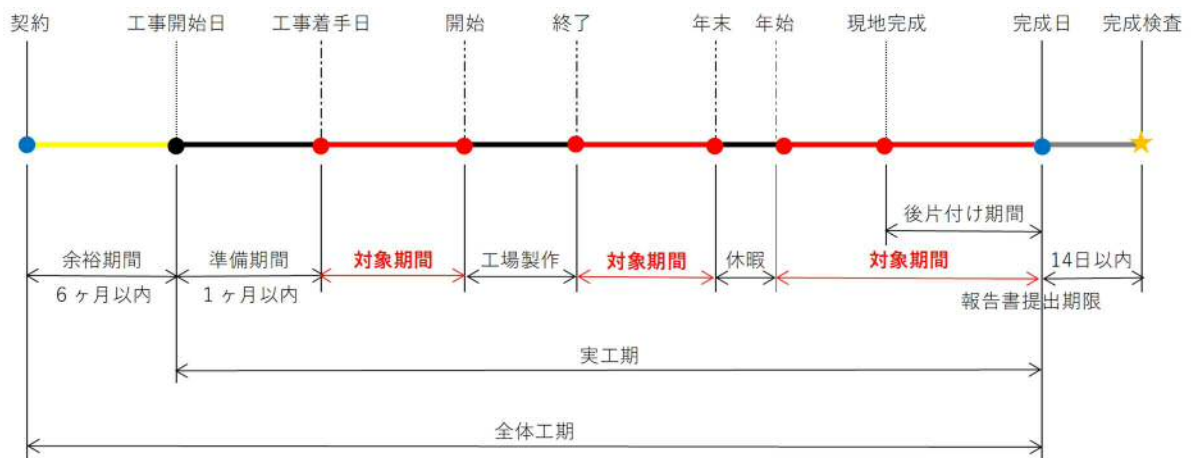 契約
工事開始日
工事着手日
開始
終了
年末
年始
現地完成
完成日
完成検査
後片付け期間
余裕期間
準備期間
対象期間
工場製作
対象期間
休暇
対象期間
14日以内
6ヶ月以内
1ヶ月以内
報告書提出期限
実工期
全体工期